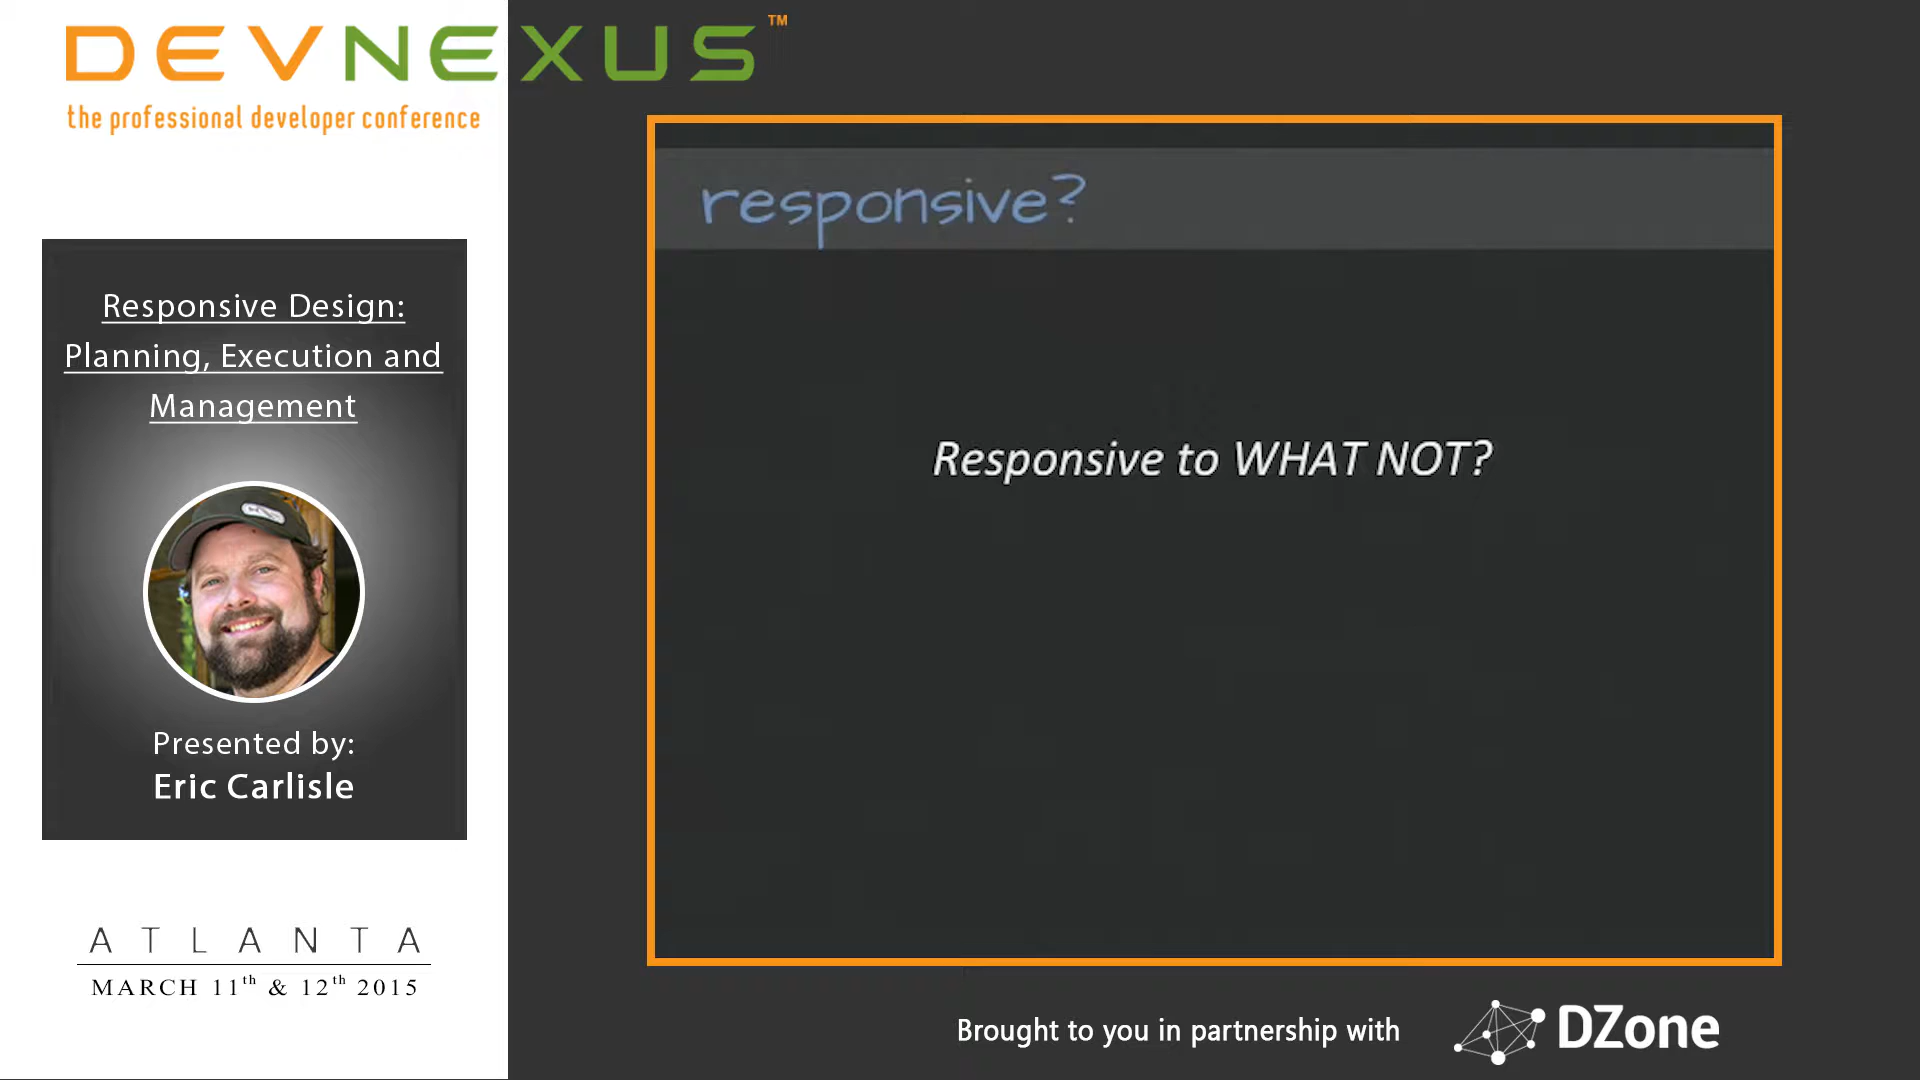 DEVNEXUS™
the professional developer conference
Responsive Design:
Planning, Execution and
Management
Presented by:
Eric Carlisle
ATLANTA
MARCH 11th & 12th 2015
responsive?
Responsive to WHAT NOT?
Brought to you in partnership with
DZone